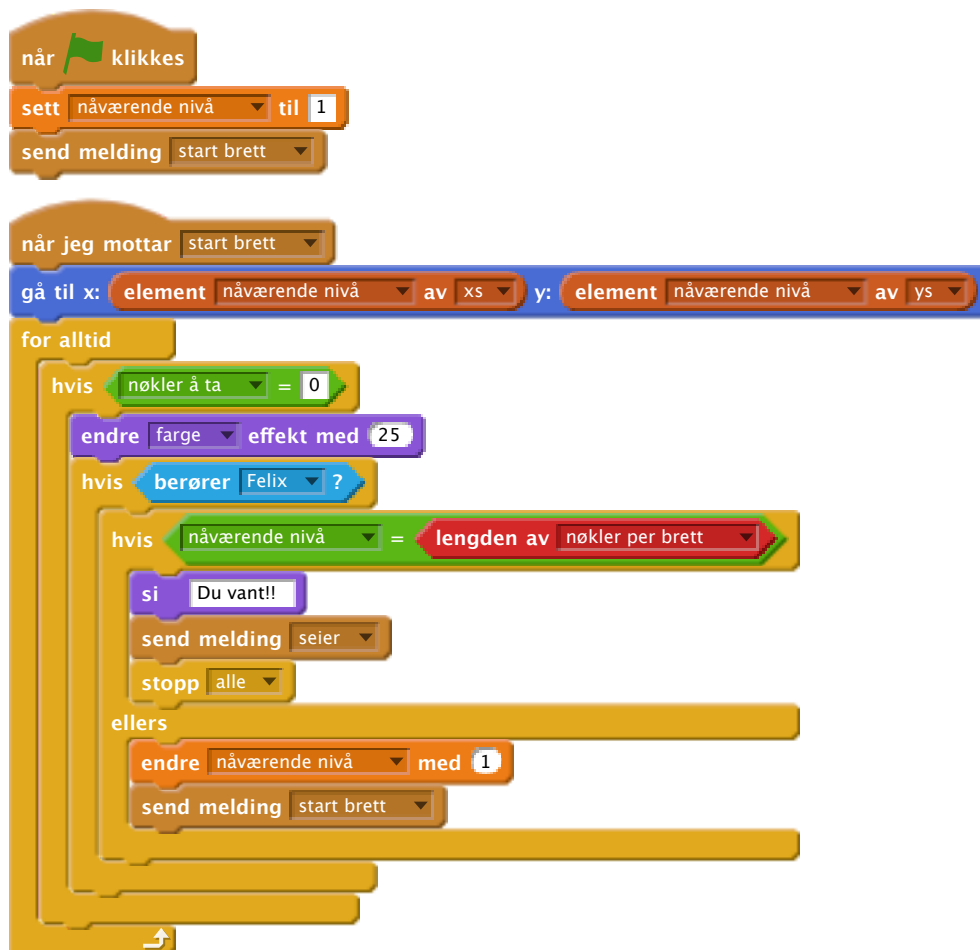 når klikkes
sett nåværende nivå til 1
send melding start brett
når jeg mottar start brett
gå til x: element nåværende nivå av xs y: element nåværende nivå av ys
for alltid
hvis nøkler å ta = 0
endre farge effekt med 25
hvis berører Felix ?
hvis nåværende nivå = lengden av nøkler per brett
si Du vant!!
send melding seier
stopp alle
ellers
endre nåværende nivå med 1
send melding start brett